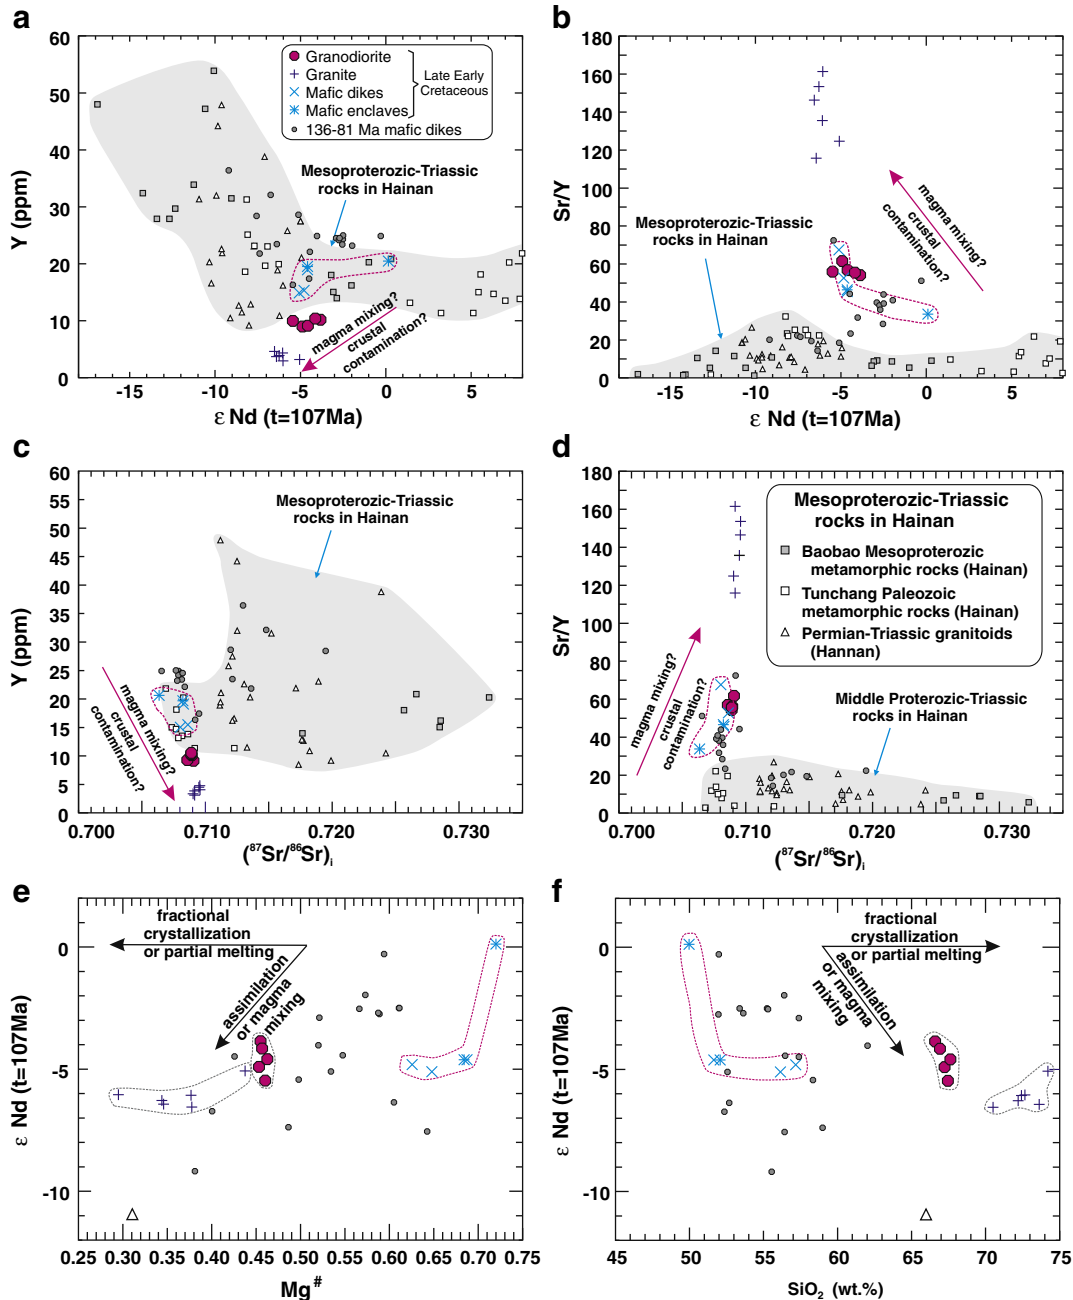 a
60
50
40
30
20
10
0
Y (ppm)
Granodiorite
Granite
Mafic dikes
Mafic enclaves
136-81 Ma mafic dikes
Late Early
Cretaceous
Mesoproterozic-Triassic
rocks in Hainan
magma mixing?
crustal
contamination?
-15 -10 -5 0 5
ε Nd (t=107Ma)
b
180
160
140
120
100
80
60
40
20
0
Sr/Y
Mesoproterozic-Triassic
rocks in Hainan
magma mixing?
crustal
contamination?
-15 -10 -5 0 5
ε Nd (t=107Ma)
c
60
55
50
45
40
35
30
25
20
15
10
5
0
Y (ppm)
Mesoproterozic-Triassic
rocks in Hainan
magma mixing?
crustal
contamination?
0.700 0.710 0.720 0.730
(⁸⁷Sr/⁸⁶Sr)i
d
180
160
140
120
100
80
60
40
20
0
Sr/Y
Mesoproterozic-Triassic
rocks in Hainan
Baobao Mesoproterozic
metamorphic rocks (Hainan)
Tunchang Paleozoic
metamorphic rocks (Hainan)
Permian-Triassic granitoids
(Hannan)
magma mixing?
crustal
contamination?
Middle Proterozic-Triassic
rocks in Hainan
0.700 0.710 0.720 0.730
(⁸⁷Sr/⁸⁶Sr)i
e
0
-5
-10
ε Nd (t=107Ma)
fractional
crystallization
or partial melting
assimilation
or magma
mixing
0.25 0.30 0.35 0.40 0.45 0.50 0.55 0.60 0.65 0.70 0.75
Mg#
f
0
-5
-10
ε Nd (t=107Ma)
fractional
crystallization
or partial melting
assimilation
or magma
mixing
45 50 55 60 65 70 75
SiO₂ (wt.%)